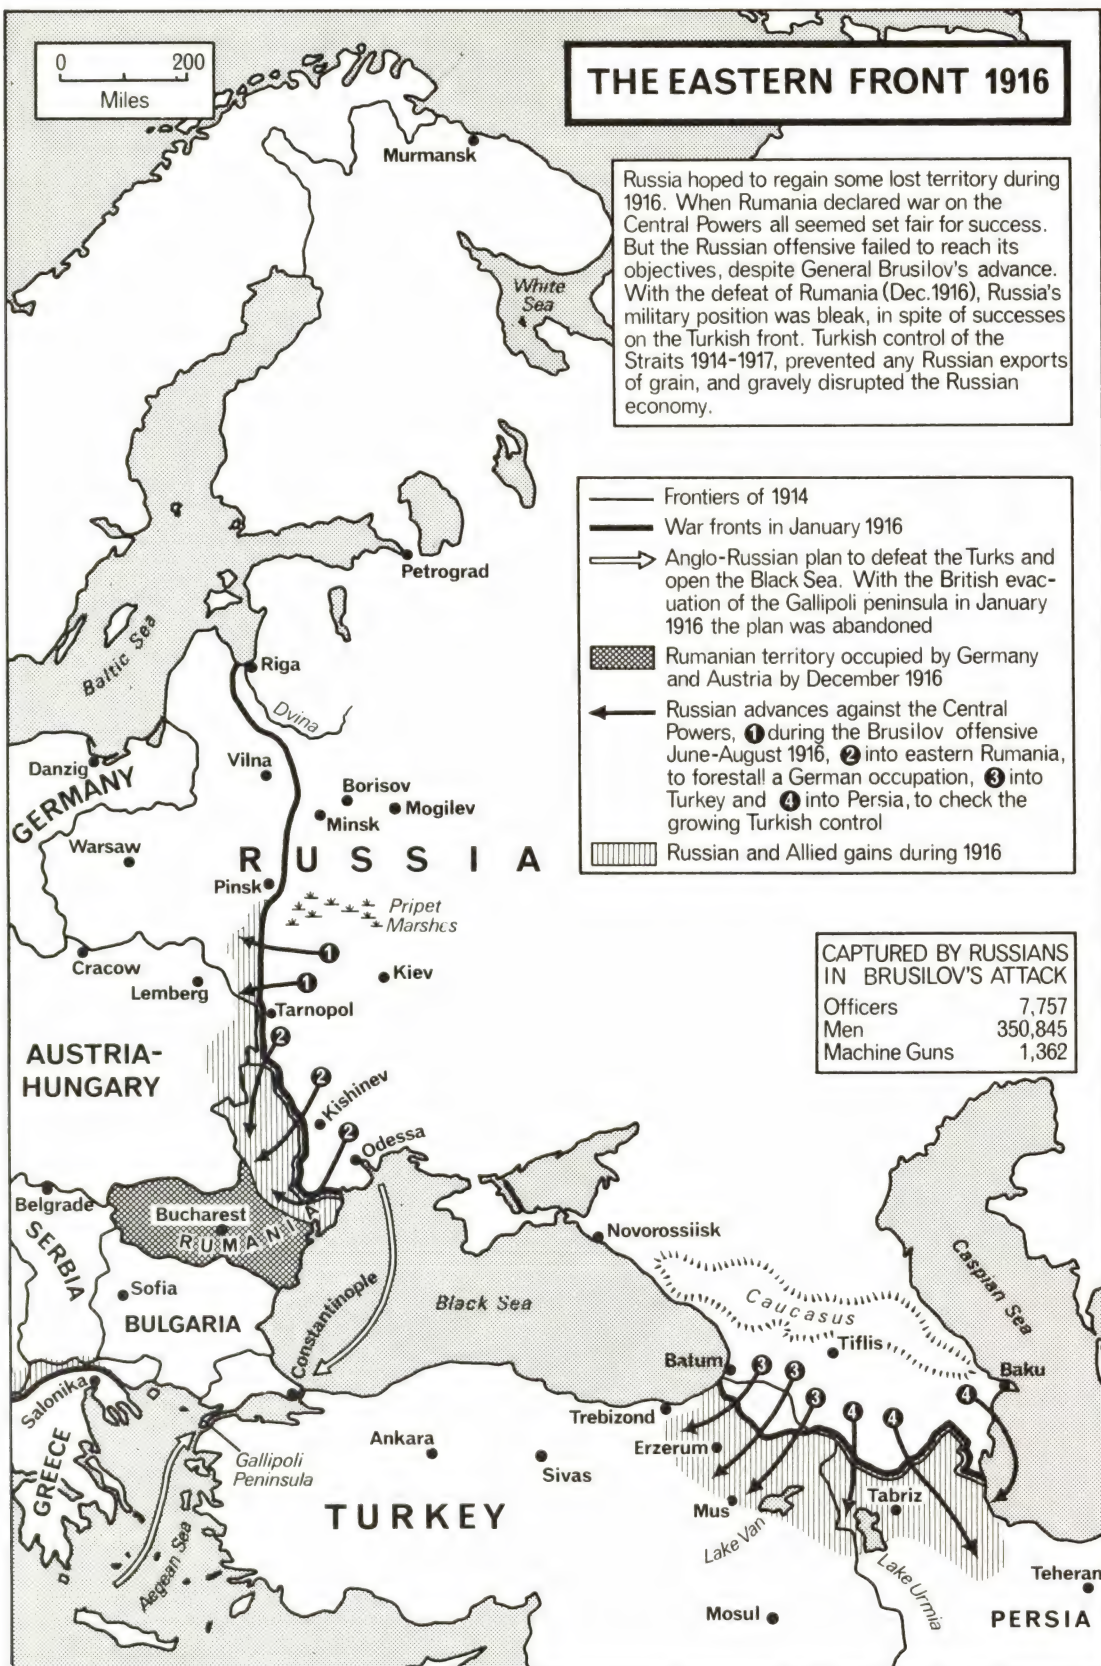 0 200
Miles
THE EASTERN FRONT 1916
Russia hoped to regain some lost territory during
1916. When Rumania declared war on the
Central Powers all seemed set fair for success.
But the Russian offensive failed to reach its
objectives, despite General Brusilov's advance.
With the defeat of Rumania (Dec.1916), Russia's
military position was bleak, in spite of successes
on the Turkish front. Turkish control of the
Straits 1914-1917, prevented any Russian exports
of grain, and gravely disrupted the Russian
economy.
Murmansk
White
Sea
Frontiers of 1914
War fronts in January 1916
Anglo-Russian plan to defeat the Turks and
open the Black Sea. With the British evac-
uation of the Gallipoli peninsula in January
1916 the plan was abandoned
Rumanian territory occupied by Germany
and Austria by December 1916
Russian advances against the Central
Powers, 1 during the Brusilov offensive
June-August 1916, 2 into eastern Rumania,
to forestall a German occupation, 3 into
Turkey and 4 into Persia, to check the
growing Turkish control
Russian and Allied gains during 1916
Petrograd
Baltic Sea
Riga
Dvina
Danzig
GERMANY
Vilna
Borisov
Mogilev
Minsk
Warsaw
RUSSIA
Pinsk
Pripet
Marshes
1
Cracow
Lemberg
1
Kiev
Tarnopol
CAPTURED BY RUSSIANS
IN BRUSILOV'S ATTACK
Officers 7,757
Men 350,845
Machine Guns 1,362
AUSTRIA-
HUNGARY
2
2
Kishinev
2
Odessa
Belgrade
SERBIA
Bucharest
RUMANIA
Sofia
BULGARIA
Constantinople
Black Sea
Novorossiisk
Caucasus
Tiflis
Caspian Sea
Batum
3
3
3
4
4
4
Baku
Salonika
Trebizond
GREECE
Gallipoli
Peninsula
Ankara
Sivas
Erzerum
Mus
Tabriz
TURKEY
Aegean Sea
Lake Van
Lake Urmia
Teheran
Mosul
PERSIA